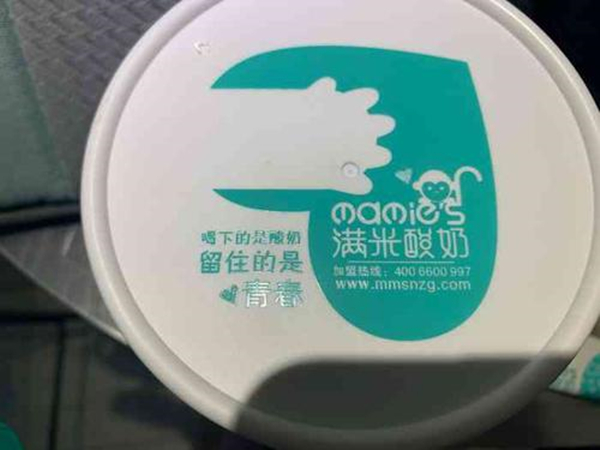 mamie's
满米酸奶
加盟热线：400 6600 997
www.mmsnzg.com
喝下的是酸奶
留住的是
青春